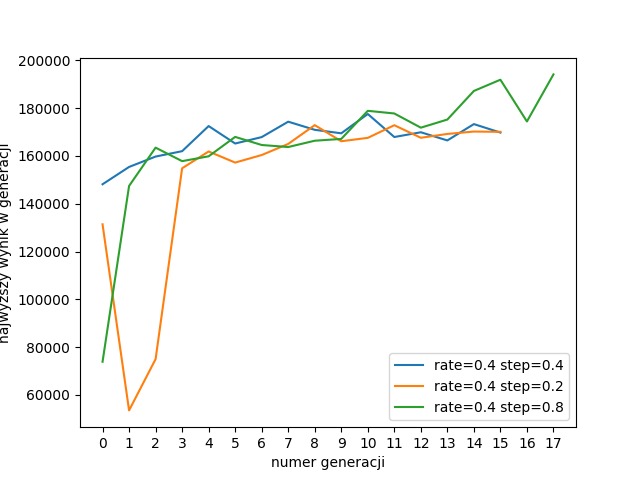 200000
180000
160000
140000
120000
100000
80000
60000
najwyższy wynik w generacji
rate=0.4 step=0.4
rate=0.4 step=0.2
rate=0.4 step=0.8
0 1 2 3 4 5 6 7 8 9 10 11 12 13 14 15 16 17
numer generacji